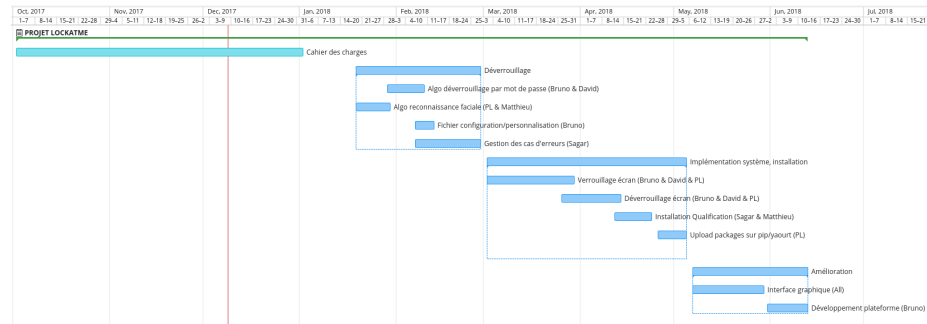 Oct, 2017 Nov, 2017 Dec, 2017 Jan, 2018 Feb, 2018 Mar, 2018 Apr, 2018 May, 2018 Jun, 2018 Jul, 2018
1-7 8-14 15-21 22-28 29-4 5-11 12-18 19-25 26-2 3-9 10-16 17-23 24-30 31-6 7-13 14-20 21-27 28-3 4-10 11-17 18-24 25-3 4-10 11-17 18-24 25-31 1-7 8-14 15-21 22-28 29-5 6-12 13-19 20-26 27-2 3-9 10-16 17-23 24-30 1-7 8-14 15-21
PROJET LOCKATME
Cahier des charges
Déverrouillage
Algo déverrouillage par mot de passe (Bruno & David)
Algo reconnaissance faciale (PL & Matthieu)
Fichier configuration/personnalisation (Bruno)
Gestion des cas d'erreurs (Sagar)
Implémentation système, installation
Verrouillage écran (Bruno & David & PL)
Déverrouillage écran (Bruno & David & PL)
Installation Qualification (Sagar & Matthieu)
Upload packages sur pip/yaourt (PL)
Amélioration
Interface graphique (All)
Développement plateforme (Bruno)